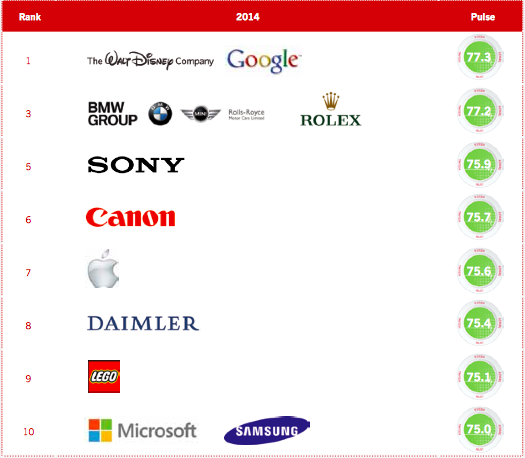 Rank 2014 Pulse
1 The Walt Disney Company Google™ 77.3
3 BMW GROUP MINI Rolls-Royce Motor Cars Limited ROLEX 77.2
5 SONY 75.9
6 Canon 75.7
7 75.6
8 DAIMLER 75.4
9 LEGO 75.1
10 Microsoft SAMSUNG 75.0